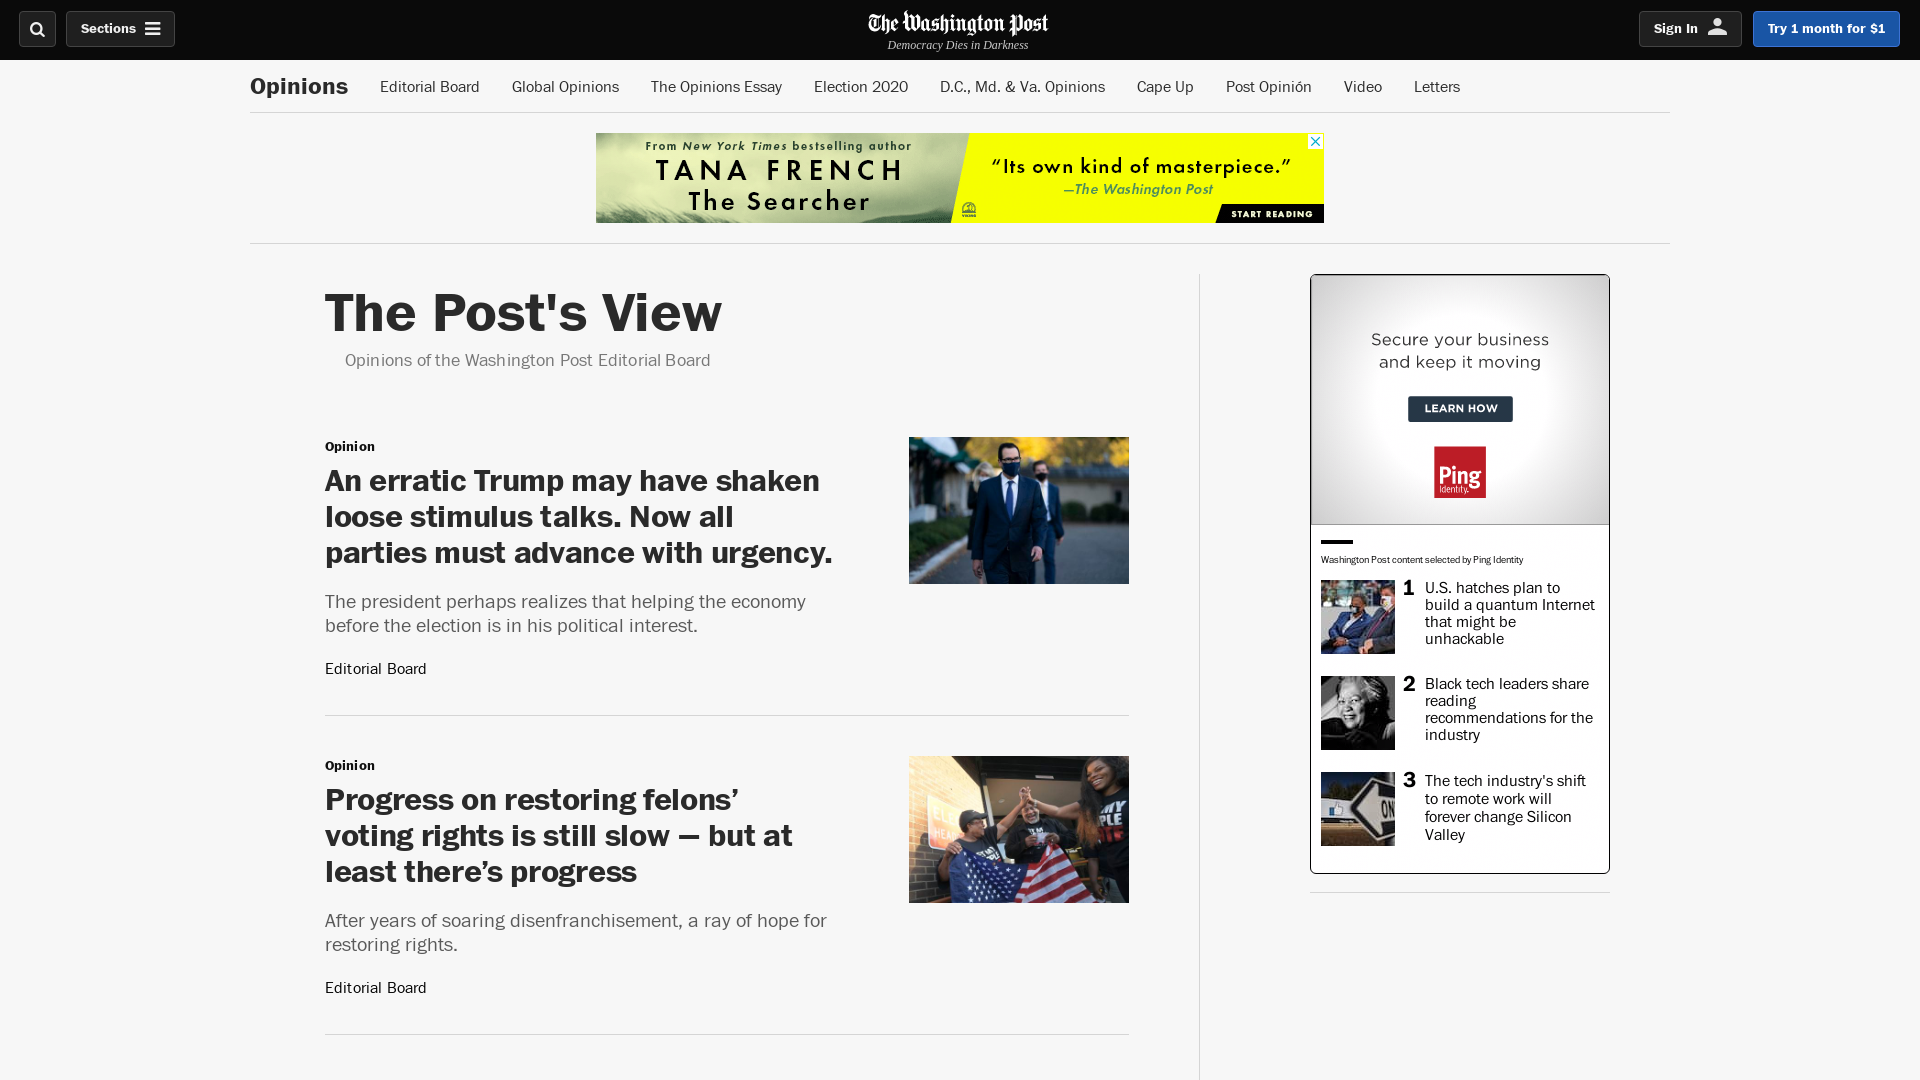 Sections
The Washington Post
Democracy Dies in Darkness
Sign In
Try 1 month for $1
Opinions
Editorial Board
Global Opinions
The Opinions Essay
Election 2020
D.C., Md. & Va. Opinions
Cape Up
Post Opinión
Video
Letters
From New York Times bestselling author
TANA FRENCH
The Searcher
“Its own kind of masterpiece.”
—The Washington Post
START READING
The Post's View
Opinions of the Washington Post Editorial Board
Opinion
An erratic Trump may have shaken
loose stimulus talks. Now all
parties must advance with urgency.
The president perhaps realizes that helping the economy
before the election is in his political interest.
Editorial Board
Opinion
Progress on restoring felons’
voting rights is still slow — but at
least there’s progress
After years of soaring disenfranchisement, a ray of hope for
restoring rights.
Editorial Board
Secure your business
and keep it moving
LEARN HOW
Ping
Identity.
Washington Post content selected by Ping Identity
1
U.S. hatches plan to
build a quantum Internet
that might be
unhackable
2
Black tech leaders share
reading
recommendations for the
industry
3
The tech industry's shift
to remote work will
forever change Silicon
Valley